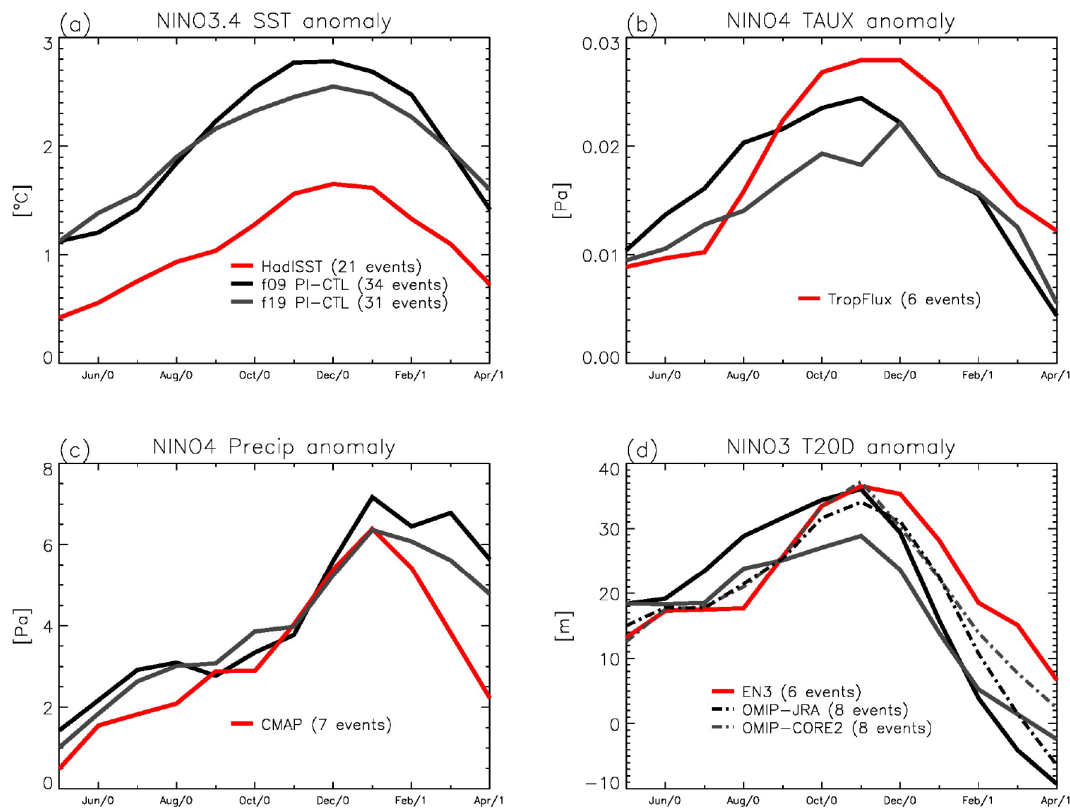 (a) NINO3.4 SST anomaly
3
2
1
0
[°C]
HadISST (21 events)
f09 PI-CTL (34 events)
f19 PI-CTL (31 events)
Jun/0 Aug/0 Oct/0 Dec/0 Feb/1 Apr/1
(b) NINO4 TAUX anomaly
0.03
0.02
0.01
0.00
[Pa]
TropFlux (6 events)
Jun/0 Aug/0 Oct/0 Dec/0 Feb/1 Apr/1
(c) NINO4 Precip anomaly
8
6
4
2
0
[Pa]
CMAP (7 events)
Jun/0 Aug/0 Oct/0 Dec/0 Feb/1 Apr/1
(d) NINO3 T20D anomaly
40
30
20
10
0
-10
[m]
EN3 (6 events)
OMIP-JRA (8 events)
OMIP-CORE2 (8 events)
Jun/0 Aug/0 Oct/0 Dec/0 Feb/1 Apr/1